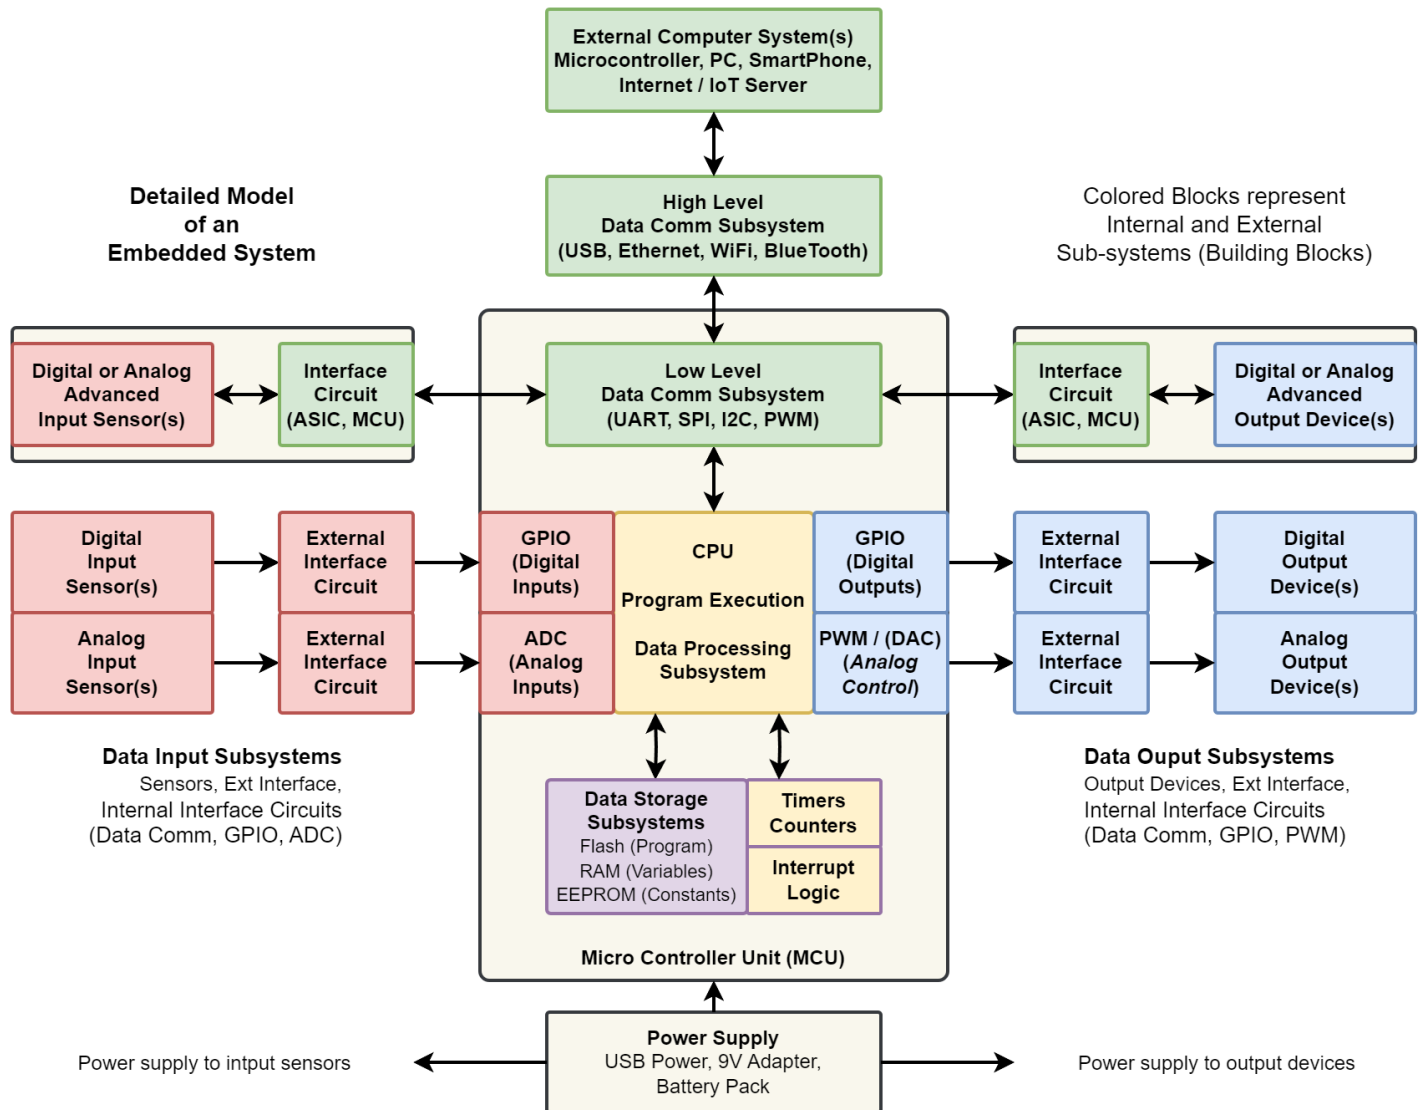 External Computer System(s)
Microcontroller, PC, SmartPhone,
Internet / IoT Server
Detailed Model
of an
Embedded System
High Level
Data Comm Subsystem
(USB, Ethernet, WiFi, BlueTooth)
Colored Blocks represent
Internal and External
Sub-systems (Building Blocks)
Digital or Analog
Advanced
Input Sensor(s)
Interface
Circuit
(ASIC, MCU)
Low Level
Data Comm Subsystem
(UART, SPI, I2C, PWM)
Interface
Circuit
(ASIC, MCU)
Digital or Analog
Advanced
Output Device(s)
Digital
Input
Sensor(s)
External
Interface
Circuit
GPIO
(Digital
Inputs)
CPU
Program Execution
Data Processing
Subsystem
GPIO
(Digital
Outputs)
External
Interface
Circuit
Digital
Output
Device(s)
Analog
Input
Sensor(s)
External
Interface
Circuit
ADC
(Analog
Inputs)
PWM / (DAC)
(Analog
Control)
External
Interface
Circuit
Analog
Output
Device(s)
Data Input Subsystems
Sensors, Ext Interface,
Internal Interface Circuits
(Data Comm, GPIO, ADC)
Data Storage
Subsystems
Flash (Program)
RAM (Variables)
EEPROM (Constants)
Timers
Counters
Interrupt
Logic
Data Ouput Subsystems
Output Devices, Ext Interface,
Internal Interface Circuits
(Data Comm, GPIO, PWM)
Micro Controller Unit (MCU)
Power supply to intput sensors
Power Supply
USB Power, 9V Adapter,
Battery Pack
Power supply to output devices